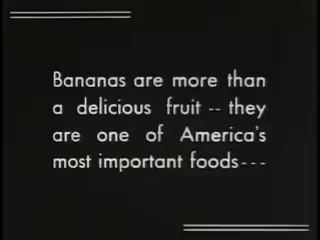 Bananas are more than
a delicious fruit -- they
are one of America's
most important foods---